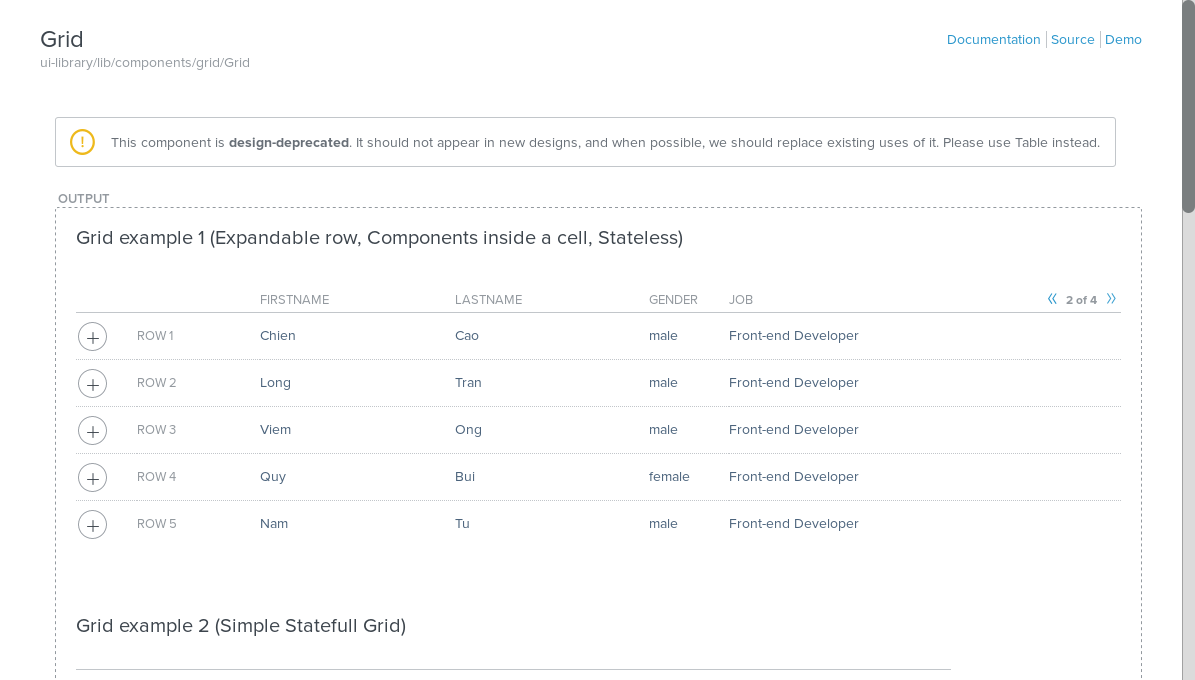 Grid
Documentation Source Demo
ui-library/lib/components/grid/Grid
! This component is design-deprecated. It should not appear in new designs, and when possible, we should replace existing uses of it. Please use Table instead.
OUTPUT
Grid example 1 (Expandable row, Components inside a cell, Stateless)
FIRSTNAME LASTNAME GENDER JOB « 2 of 4 »
+ ROW 1 Chien Cao male Front-end Developer
+ ROW 2 Long Tran male Front-end Developer
+ ROW 3 Viem Ong male Front-end Developer
+ ROW 4 Quy Bui female Front-end Developer
+ ROW 5 Nam Tu male Front-end Developer
Grid example 2 (Simple Statefull Grid)